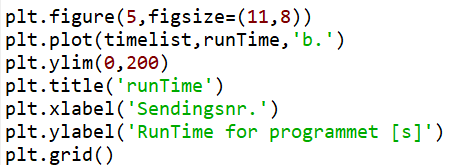 plt.figure(5,figsize=(11,8))
plt.plot(timelist,runTime,'b.')
plt.ylim(0,200)
plt.title('runTime')
plt.xlabel('Sendingsnr.')
plt.ylabel('RunTime for programmet [s]')
plt.grid()